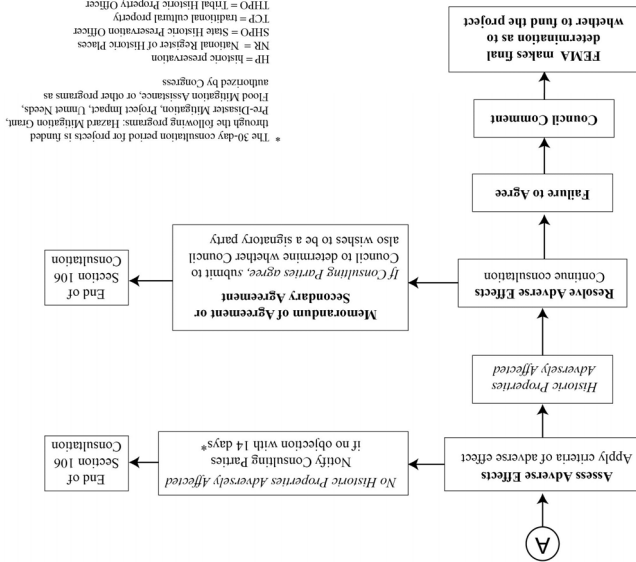 A
Assess Adverse Effects
Apply criteria of adverse effect
No Historic Properties Adversely Affected
Notify Consulting Parties
if no objection with 14 days*
End of
Section 106
Consultation
Historic Properties
Adversely Affected
Resolve Adverse Effects
Continue consultation
Memorandum of Agreement or
Secondary Agreement
If Consulting Parties agree, submit to
Council to determine whether Council
also wishes to be a signatory party
End of
Section 106
Consultation
Failure to Agree
Council Comment
FEMA makes final
determination as to
whether to fund the project
* The 30-day consultation period for projects is funded
through the following programs: Hazard Mitigation Grant,
Pre-Disaster Mitigation, Project Impact, Unmet Needs,
Flood Mitigation Assistance, or other programs as
authorized by Congress
HP = historic preservation
NR = National Register of Historic Places
SHPO = State Historic Preservation Officer
TCP = traditional cultural property
THPO = Tribal Historic Property Officer